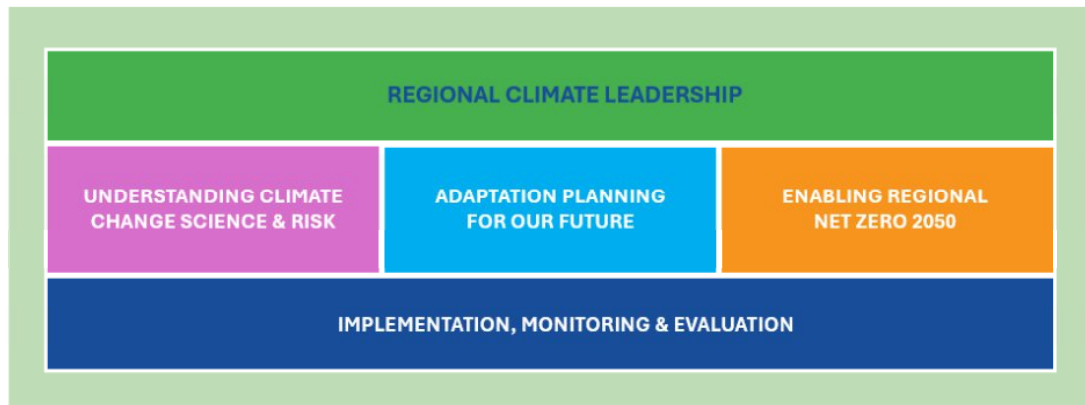 REGIONAL CLIMATE LEADERSHIP
UNDERSTANDING CLIMATE
CHANGE SCIENCE & RISK
ADAPTATION PLANNING
FOR OUR FUTURE
ENABLING REGIONAL
NET ZERO 2050
IMPLEMENTATION, MONITORING & EVALUATION